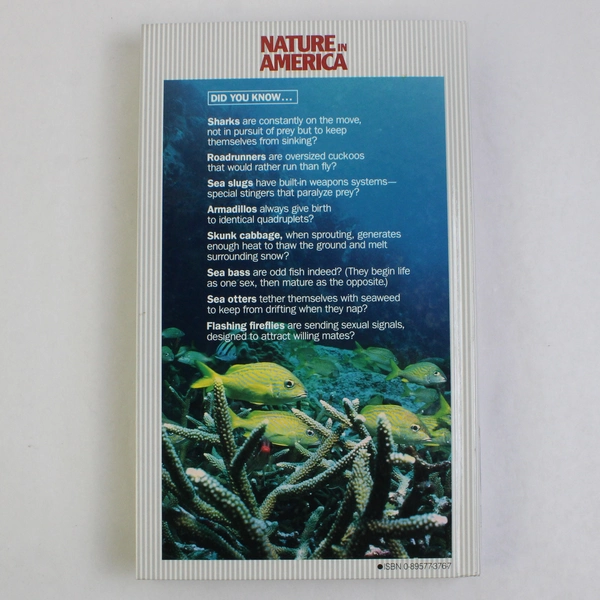 NATURE IN
AMERICA
DID YOU KNOW...
Sharks are constantly on the move,
not in pursuit of prey but to keep
themselves from sinking?
Roadrunners are oversized cuckoos
that would rather run than fly?
Sea slugs have built-in weapons systems—
special stingers that paralyze prey?
Armadillos always give birth
to identical quadruplets?
Skunk cabbage, when sprouting, generates
enough heat to thaw the ground and melt
surrounding snow?
Sea bass are odd fish indeed? (They begin life
as one sex, then mature as the opposite.)
Sea otters tether themselves with seaweed
to keep from drifting when they nap?
Flashing fireflies are sending sexual signals,
designed to attract willing mates?
●ISBN 0-89577-376-7